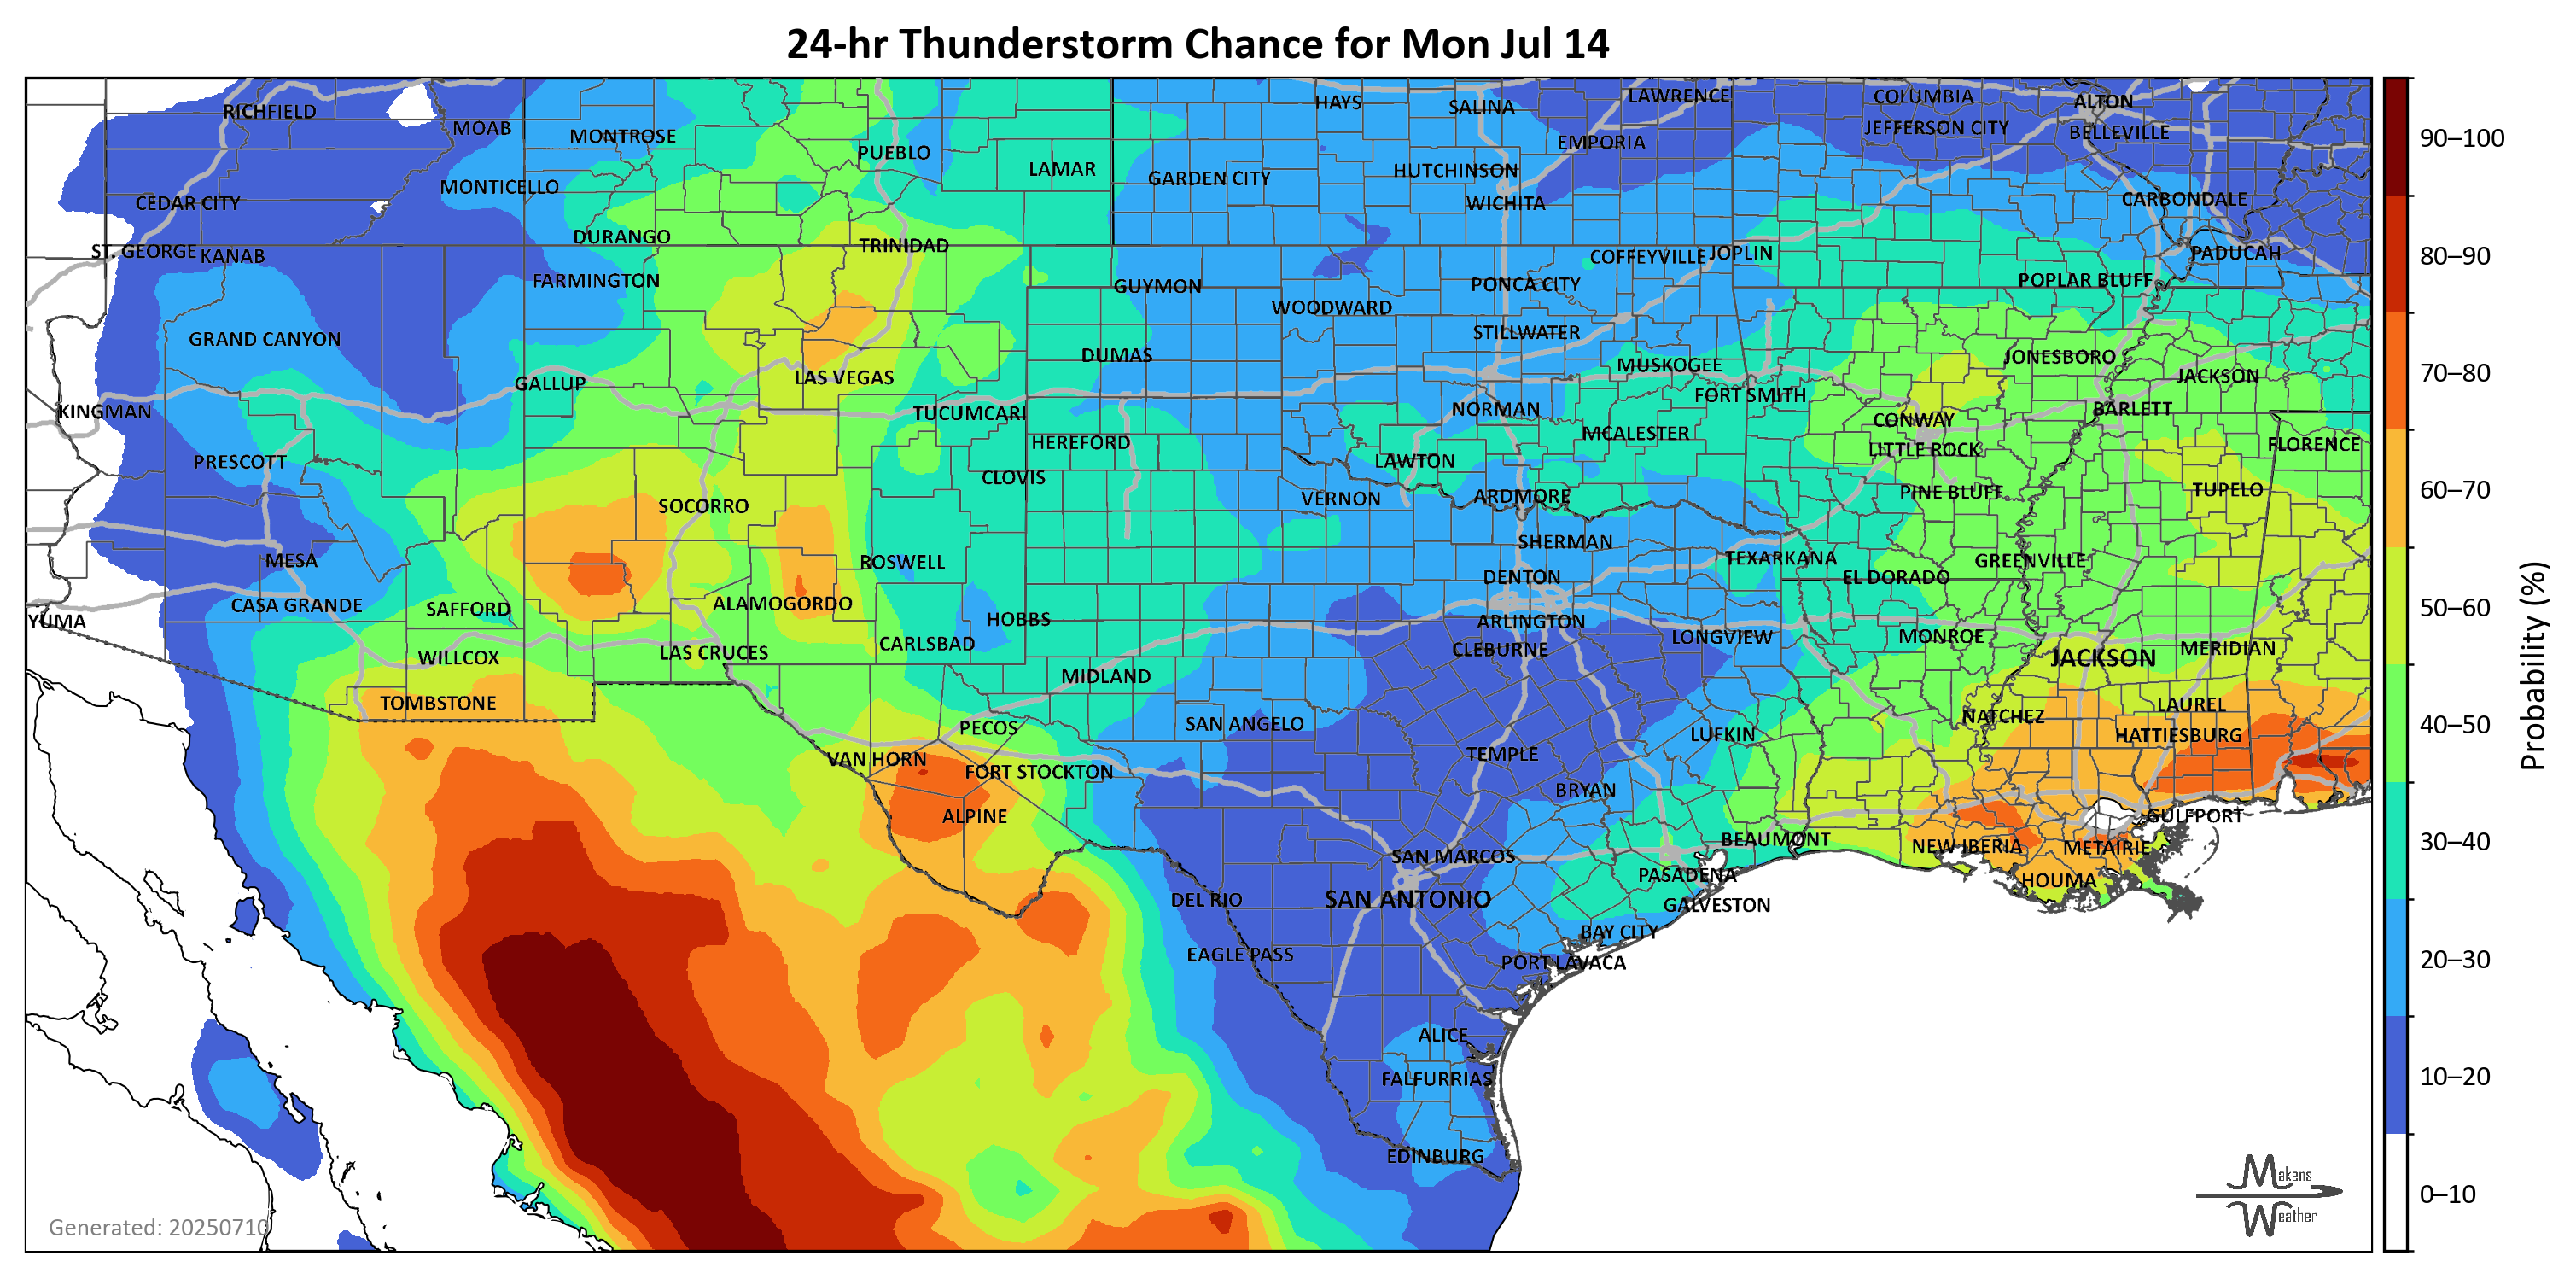 24-hr Thunderstorm Chance for Mon Jul 14
HAYS
SALINA
LAWRENCE
COLUMBIA
ALTON
RICHFIELD
MOAB
MONTROSE
PUEBLO
EMPORIA
JEFFERSON CITY
BELLEVILLE
90–100
MONTICELLO
LAMAR
GARDEN CITY
HUTCHINSON
CEDAR CITY
WICHITA
CARBONDALE
DURANGO
TRINIDAD
ST. GEORGE
KANAB
COFFEYVILLE
JOPLIN
PADUCAH
80–90
FARMINGTON
GUYMON
PONCA CITY
POPLAR BLUFF
WOODWARD
GRAND CANYON
STILLWATER
DUMAS
JONESBORO
GALLUP
LAS VEGAS
MUSKOGEE
JACKSON
70–80
KINGMAN
TUCUMCARI
NORMAN
FORT SMITH
CONWAY
BARLETT
HEREFORD
MCALESTER
LITTLE ROCK
FLORENCE
PRESCOTT
CLOVIS
LAWTON
SOCORRO
VERNON
ARDMORE
PINE BLUFF
TUPELO
60–70
MESA
ROSWELL
SHERMAN
TEXARKANA
GREENVILLE
CASA GRANDE
SAFFORD
ALAMOGORDO
DENTON
EL DORADO
YUMA
HOBBS
ARLINGTON
50–60
WILLCOX
LAS CRUCES
CARLSBAD
CLEBURNE
LONGVIEW
MONROE
JACKSON
MERIDIAN
Probability (%)
TOMBSTONE
MIDLAND
PECOS
SAN ANGELO
LUFKIN
NATCHEZ
LAUREL
HATTIESBURG
40–50
VAN HORN
FORT STOCKTON
TEMPLE
ALPINE
BRYAN
GULFPORT
SAN MARCOS
BEAUMONT
NEW IBERIA
METAIRIE
30–40
DEL RIO
SAN ANTONIO
PASADENA
HOUMA
GALVESTON
EAGLE PASS
BAY CITY
PORT LAVACA
20–30
ALICE
FALFURRIAS
10–20
EDINBURG
Makens
Weather
0–10
Generated: 20250710